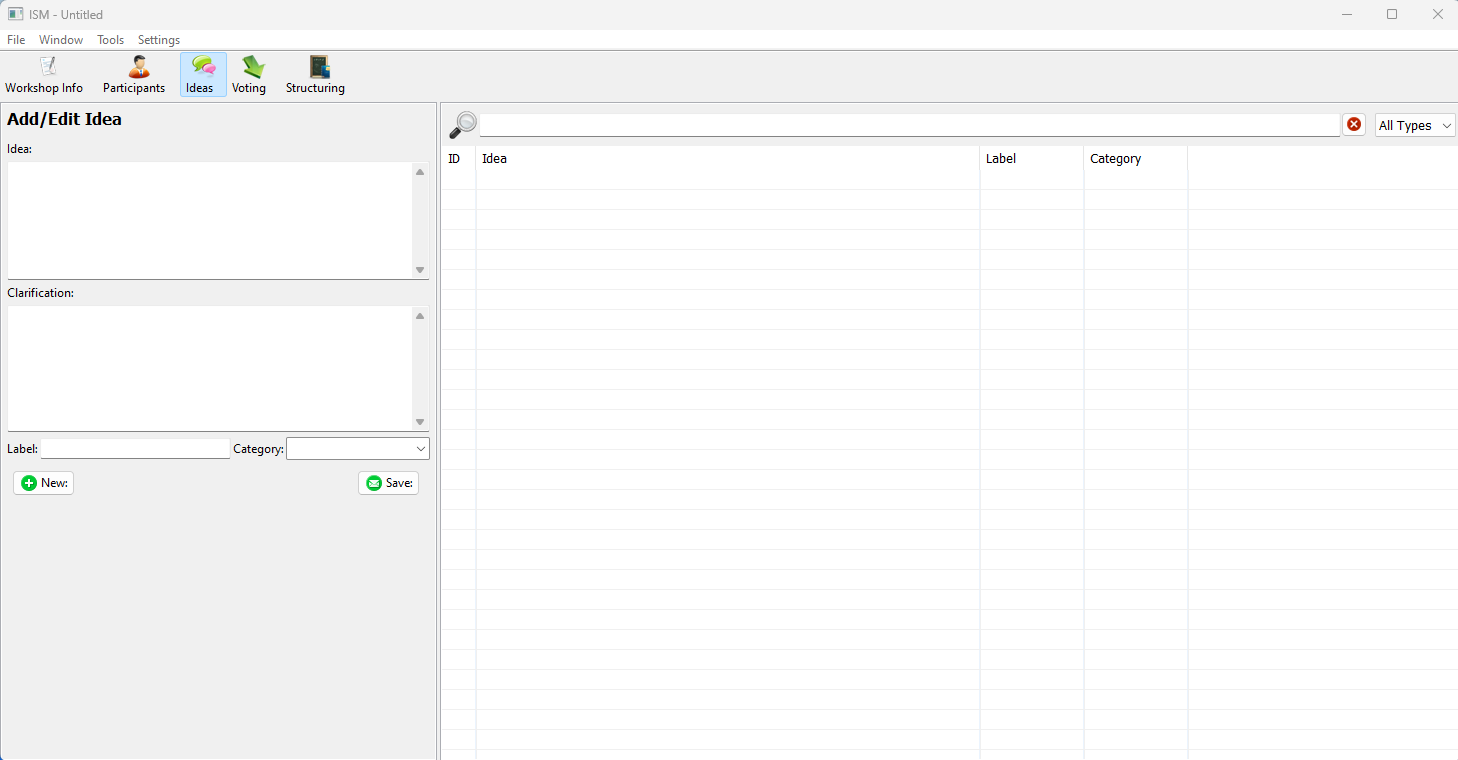 ISM - Untitled
File Window Tools Settings
Workshop Info Participants Ideas Voting Structuring
Add/Edit Idea
Idea:
Clarification:
Label: Category:
New: Save:
All Types
ID Idea Label Category